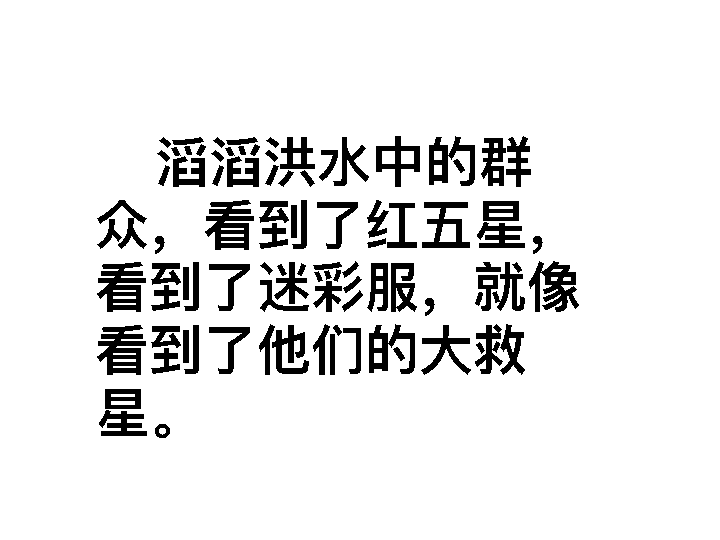 滔滔洪水中的群
众，看到了红五星，
看到了迷彩服，就像
看到了他们的大救
星。